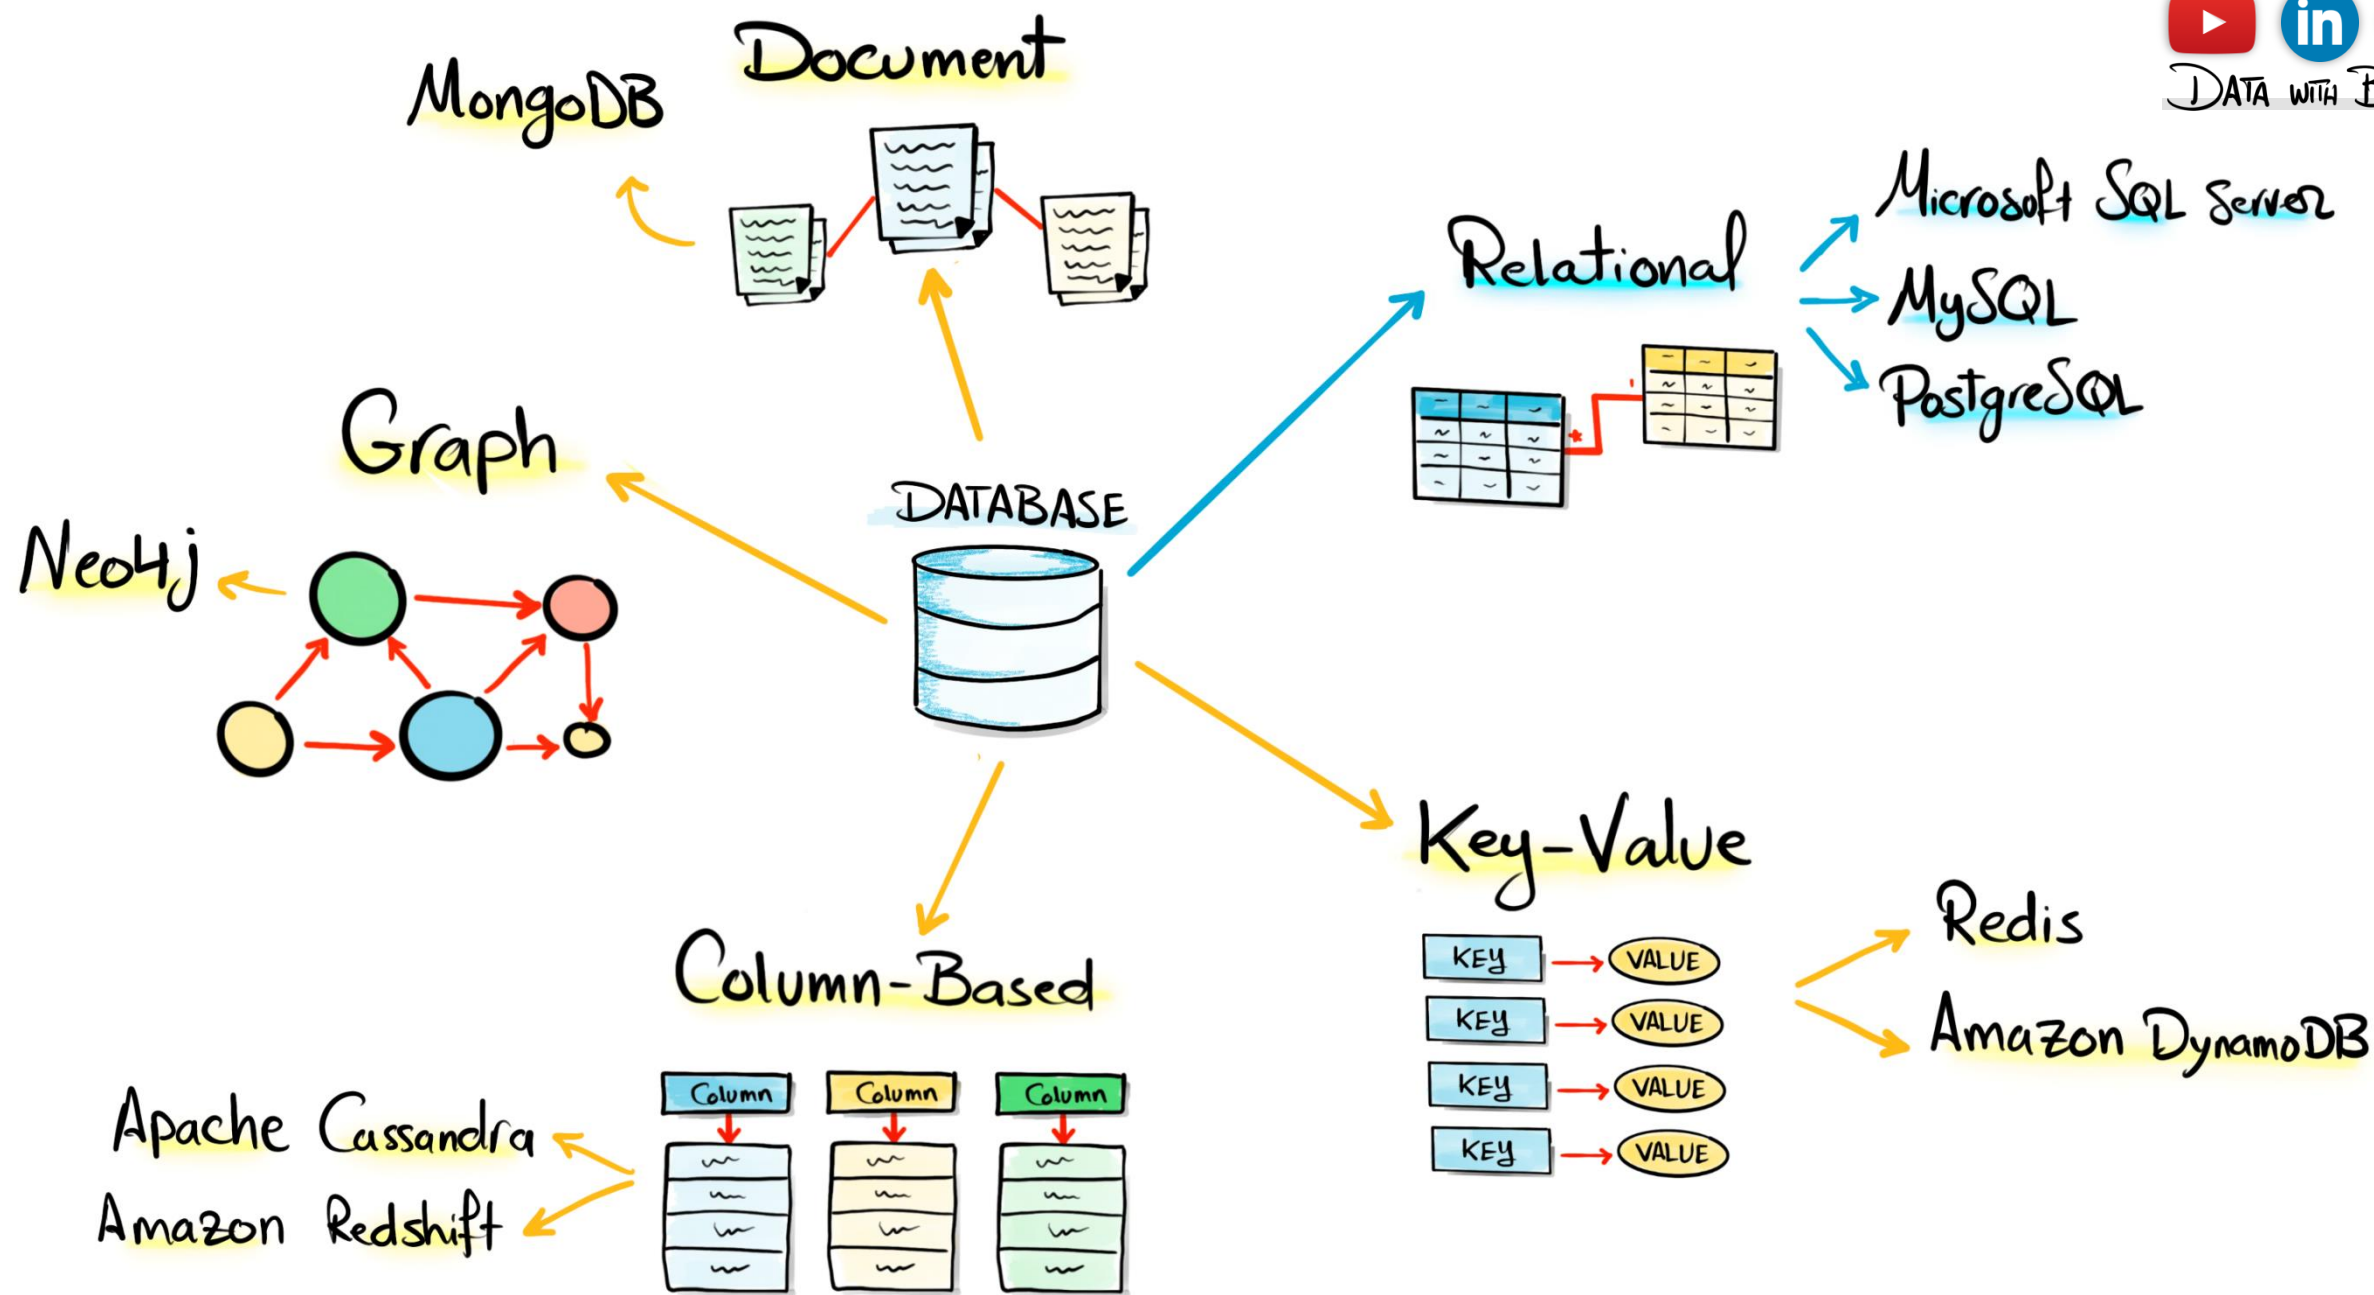 Document
MongoDB
in
DATA WITH
Microsoft SQL Server
Relational
MySQL
PostgreSQL
Graph
DATABASE
Neo4j
Key-Value
Redis
KEY VALUE
KEY VALUE
Amazon DynamoDB
KEY VALUE
KEY VALUE
Column-Based
Column Column Column
Apache Cassandra
Amazon Redshift